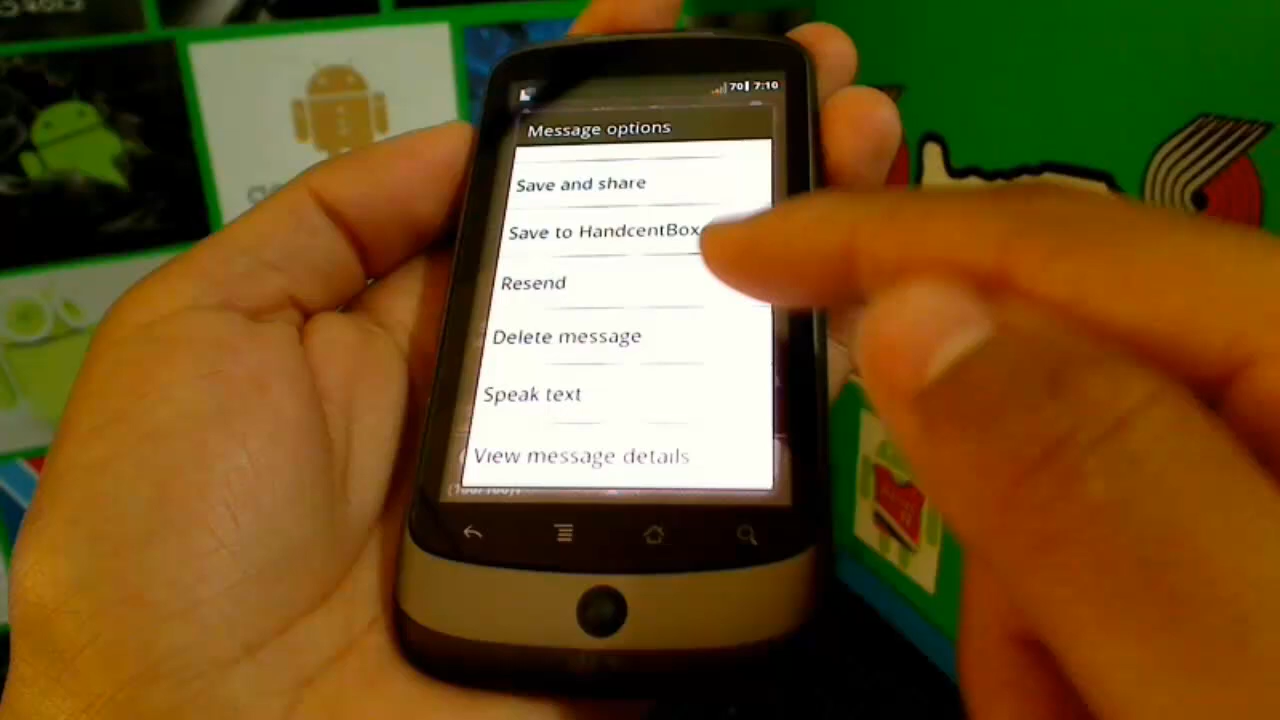 70 7:10
Message options
Save and share
Save to HandcentBox
Resend
Delete message
Speak text
View message details